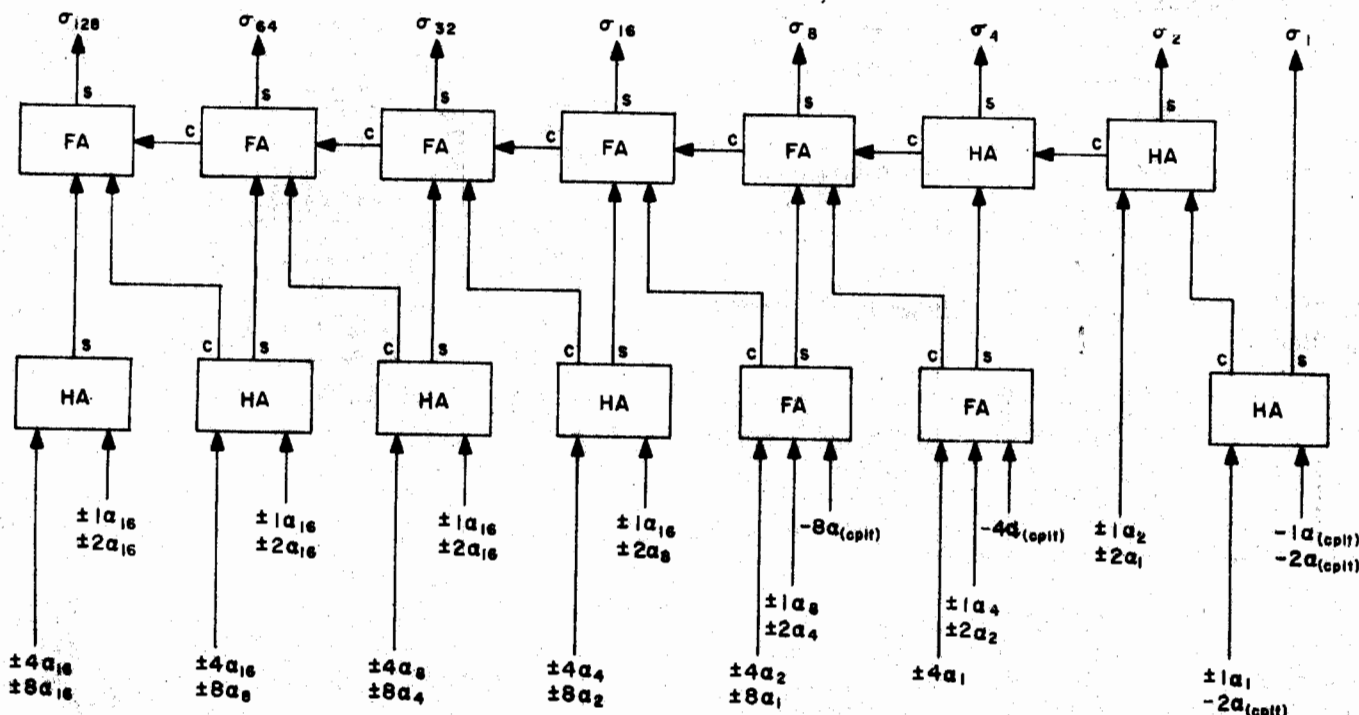 σ128 σ64 σ32 σ16 σ8 σ4 σ2 σ1
S S S S S S S
FA C FA C FA C FA C FA C HA C HA
S C S C S C S C S C S C S
HA HA HA HA FA FA HA
±1α16 ±1α16 ±1α16 ±1α16 -8α(cplt) -4α(cplt) ±1α2 -1α(cplt)
±2α16 ±2α16 ±2α16 ±2α8 ±2α1 -2α(cplt)
±1α8 ±1α4
±2α4 ±2α2
±4α16 ±4α16 ±4α8 ±4α4 ±4α2 ±4α1 ±1α1
±8α16 ±8α8 ±8α4 ±8α2 ±8α1 -2α(cplt)